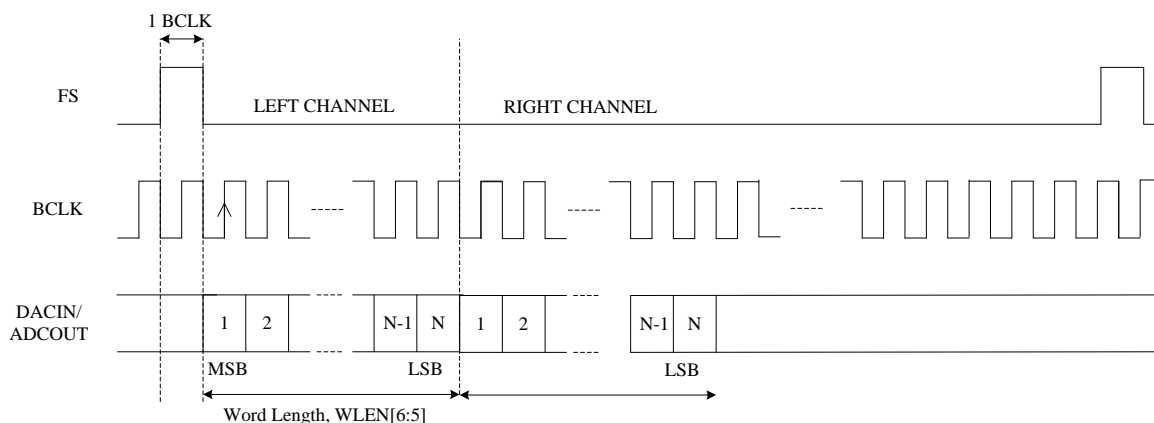 1 BCLK
FS
LEFT CHANNEL
RIGHT CHANNEL
BCLK
DACIN/
ADCOUT
1
2
N-1
N
1
2
N-1
N
MSB
LSB
LSB
Word Length, WLEN[6:5]